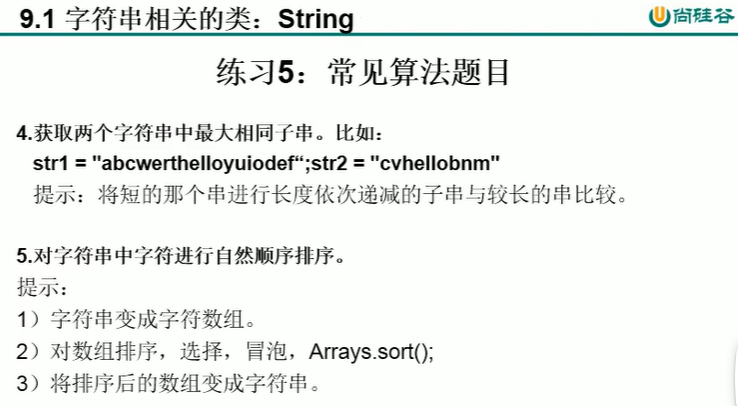 9.1 字符串相关的类：String
尚硅谷
练习5：常见算法题目
4.获取两个字符串中最大相同子串。比如：
str1 = "abcwerthelloyuiodef“;str2 = "cvhellobnm"
提示：将短的那个串进行长度依次递减的子串与较长的串比较。
5.对字符串中字符进行自然顺序排序。
提示：
1）字符串变成字符数组。
2）对数组排序，选择，冒泡，Arrays.sort();
3）将排序后的数组变成字符串。